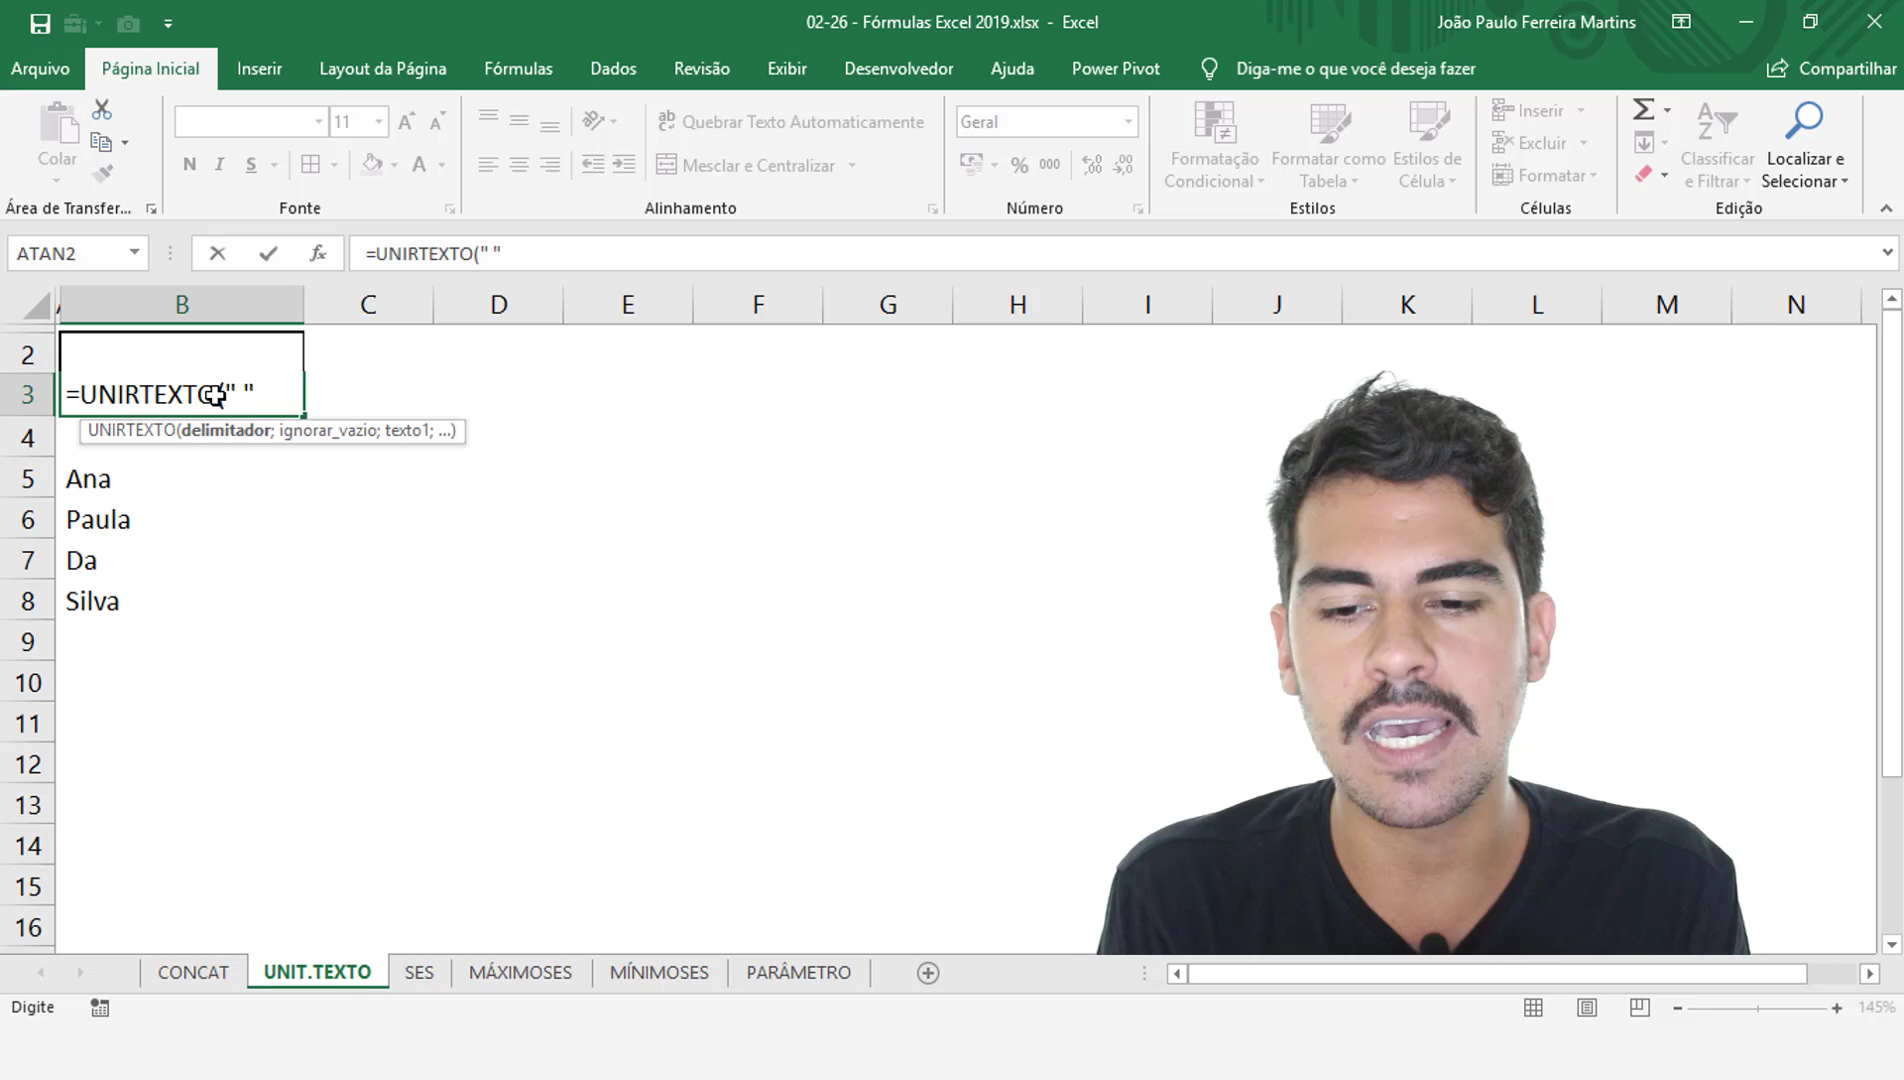 02-26 - Fórmulas Excel 2019.xlsx - Excel
João Paulo Ferreira Martins
Arquivo Página Inicial Inserir Layout da Página Fórmulas Dados Revisão Exibir Desenvolvedor Ajuda Power Pivot Diga-me o que você deseja fazer Compartilhar
Colar
Área de Transfer...
11
N I S
Fonte
Quebrar Texto Automaticamente
Mesclar e Centralizar
Alinhamento
Geral
% 000
Número
Formatação Condicional
Formatar como Tabela
Estilos de Célula
Estilos
Inserir
Excluir
Formatar
Células
Classificar e Filtrar
Localizar e Selecionar
Edição
ATAN2 fx =UNIRTEXTO(" "
B C D E F G H I J K L M N
2
3 =UNIRTEXTO(" "
UNIRTEXTO(delimitador; ignorar_vazio; texto1; ...)
4
5 Ana
6 Paula
7 Da
8 Silva
9
10
11
12
13
14
15
16
CONCAT UNIT.TEXTO SES MÁXIMOSES MÍNIMOSES PARÂMETRO
Digite 145%